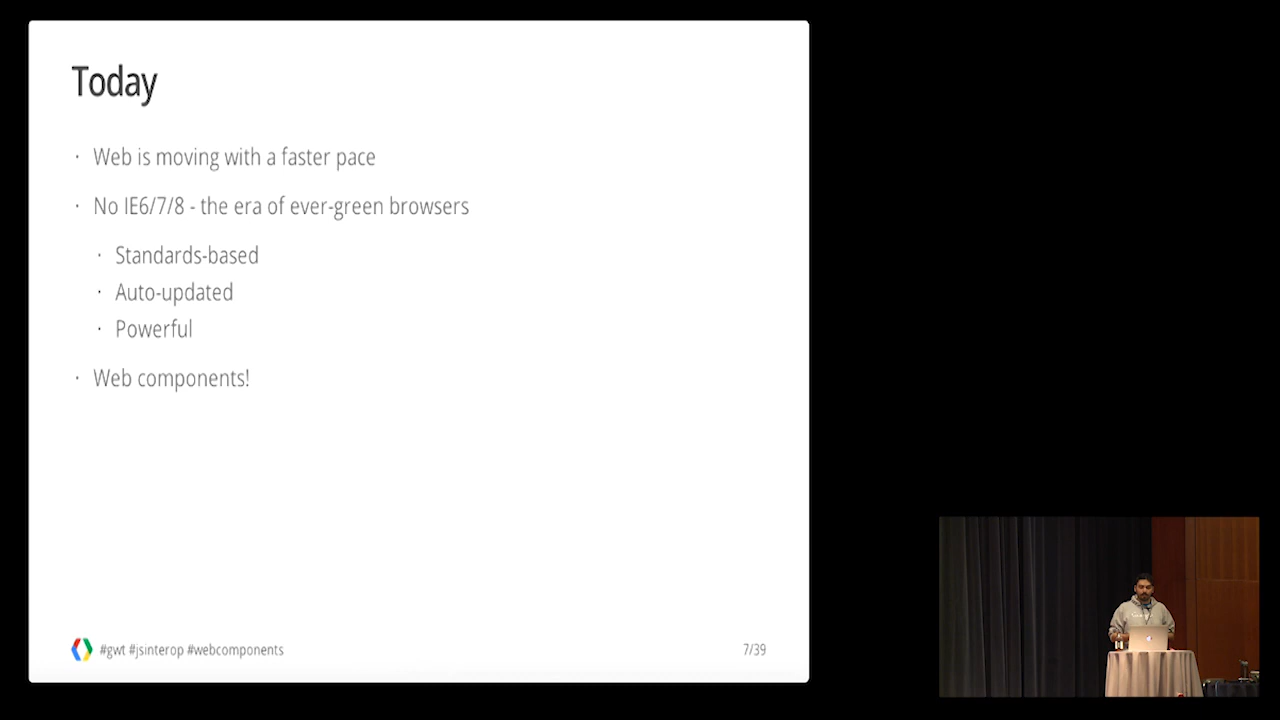 Today
· Web is moving with a faster pace
· No IE6/7/8 - the era of ever-green browsers
· Standards-based
· Auto-updated
· Powerful
· Web components!
#gwt #jsinterop #webcomponents
7/39